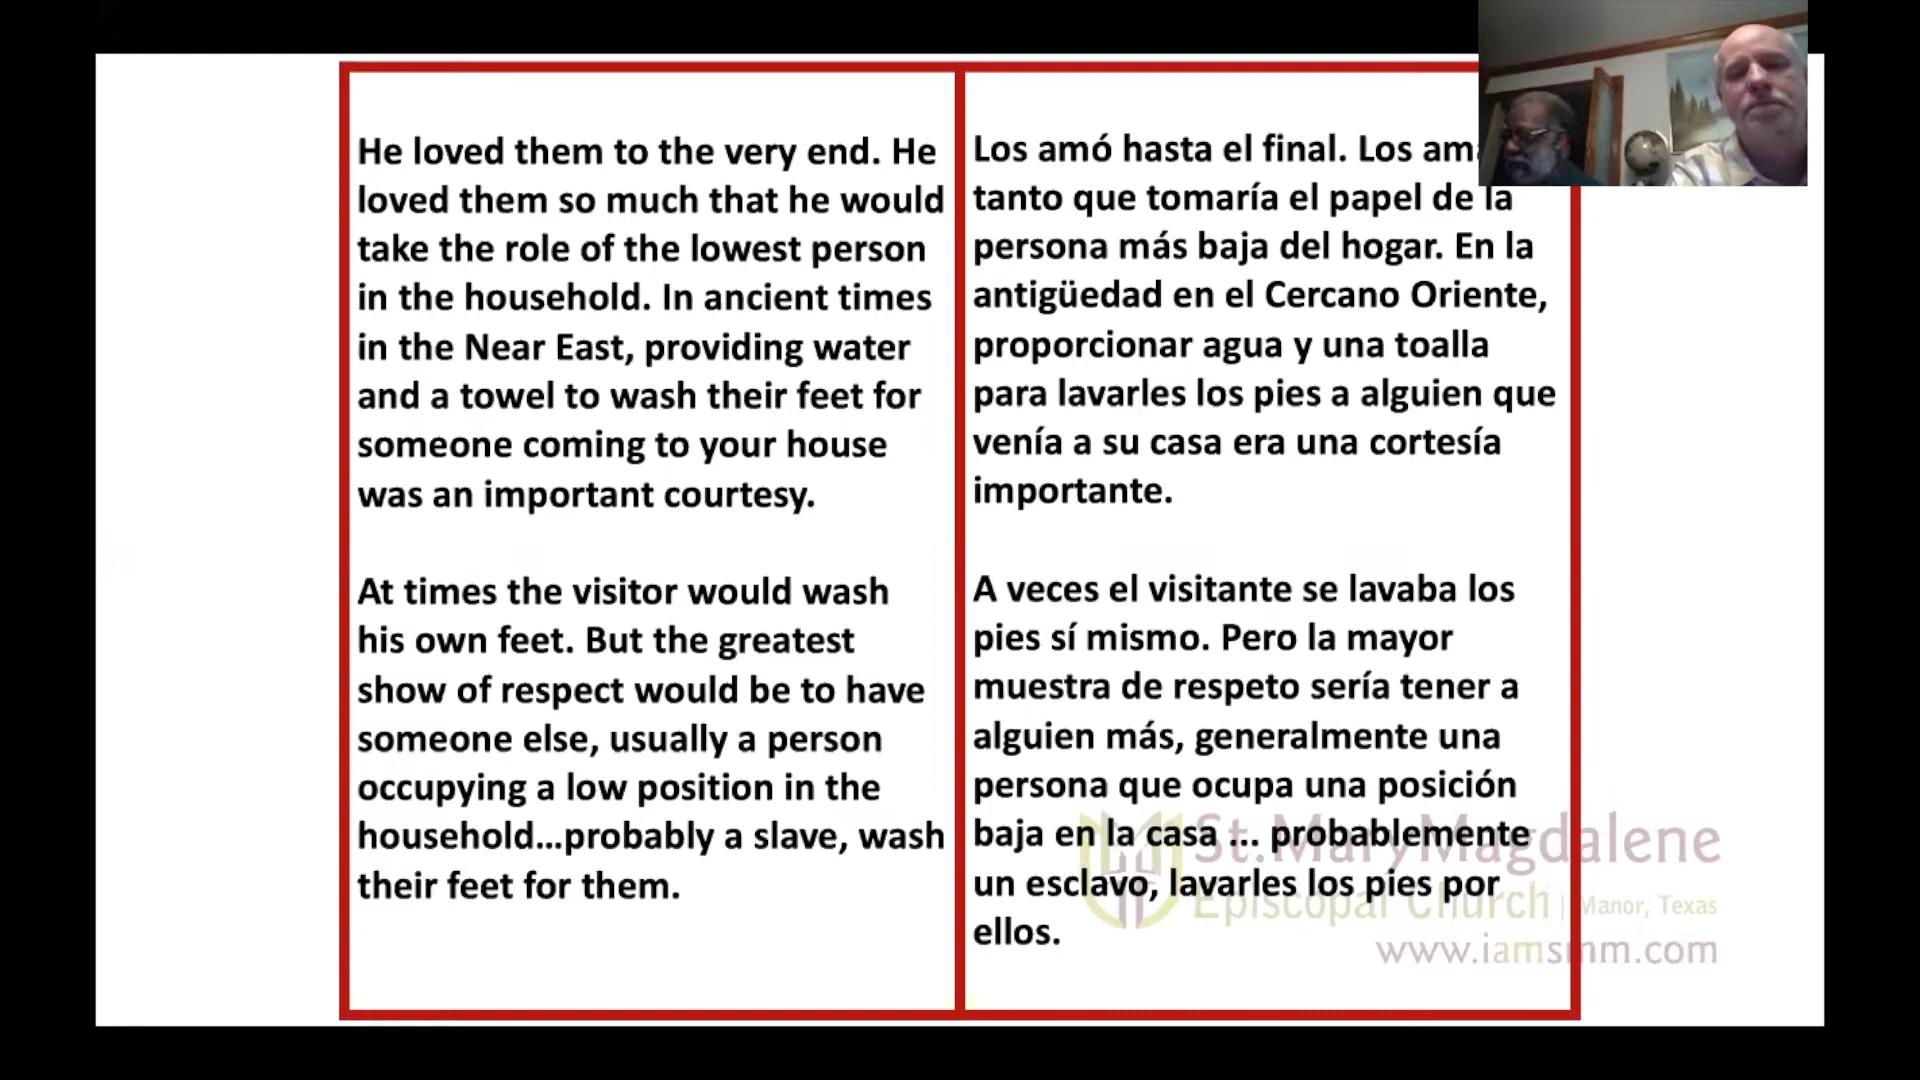 He loved them to the very end. He
loved them so much that he would
take the role of the lowest person
in the household. In ancient times
in the Near East, providing water
and a towel to wash their feet for
someone coming to your house
was an important courtesy.
At times the visitor would wash
his own feet. But the greatest
show of respect would be to have
someone else, usually a person
occupying a low position in the
household...probably a slave, wash
their feet for them.
Los amó hasta el final. Los
tanto que tomaría el papel de la
persona más baja del hogar. En la
antigüedad en el Cercano Oriente,
proporcionar agua y una toalla
para lavarles los pies a alguien que
venía a su casa era una cortesía
importante.
A veces el visitante se lavaba los
pies sí mismo. Pero la mayor
muestra de respeto sería tener a
alguien más, generalmente una
persona que ocupa una posición
baja en la casa ... probablemente
un esclavo, lavarles los pies por
ellos.
St.MaryMagdalene
Episcopal Church | Manor, Texas
www.iamsmm.com